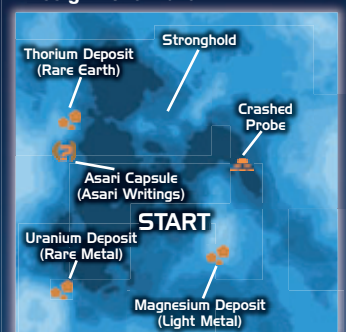 Stronghold
Thorium Deposit
(Rare Earth)
Crashed
Probe
Asari Capsule
(Asari Writings)
START
Uranium Deposit
(Rare Metal)
Magnesium Deposit
(Light Metal)